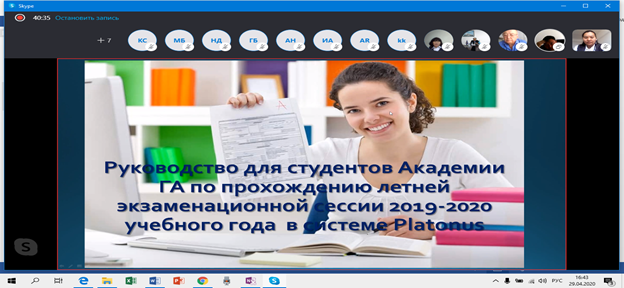 Skype
40:35 Остановить запись
+ 7
КС
МБ
НД
ГБ
АН
ИА
AR
kk
Руководство для студентов Академии
ГА по прохождению летней
экзаменационной сессии 2019-2020
учебного года в системе Platonus
РУС
16:43
29.04.2020